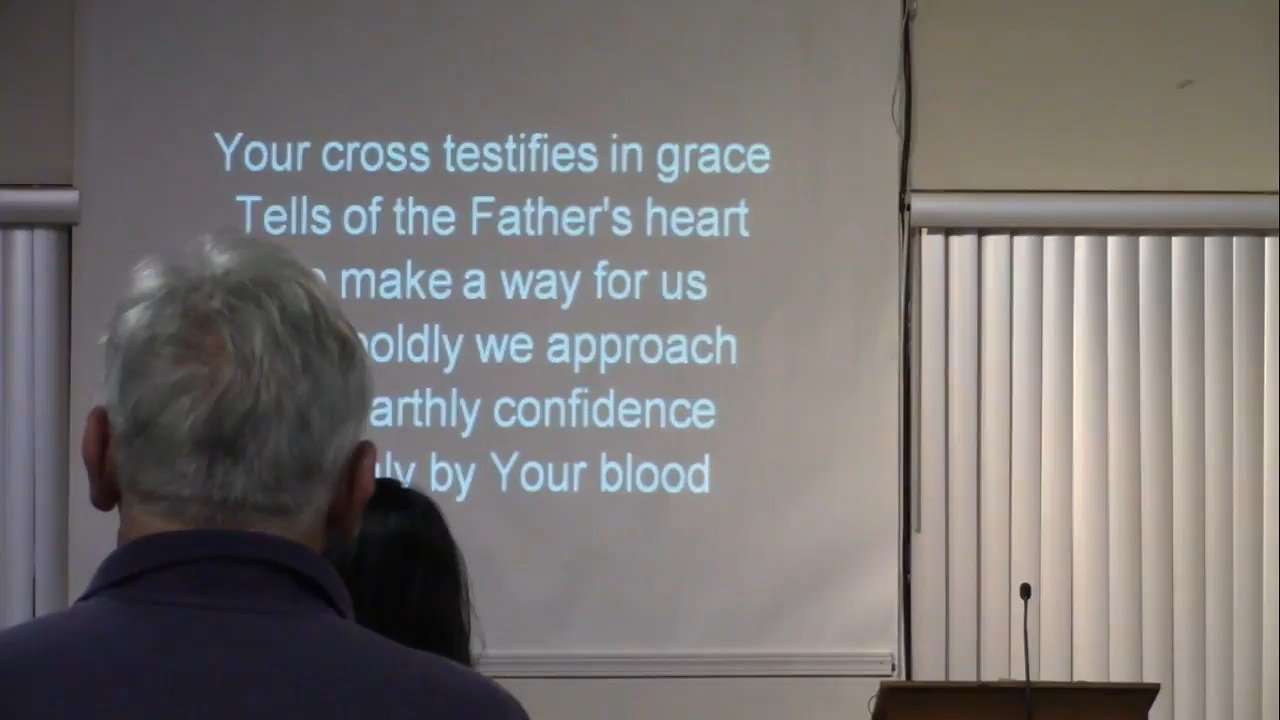 Your cross testifies in grace
Tells of the Father's heart
make a way for us
boldly we approach
confidence
by Your blood